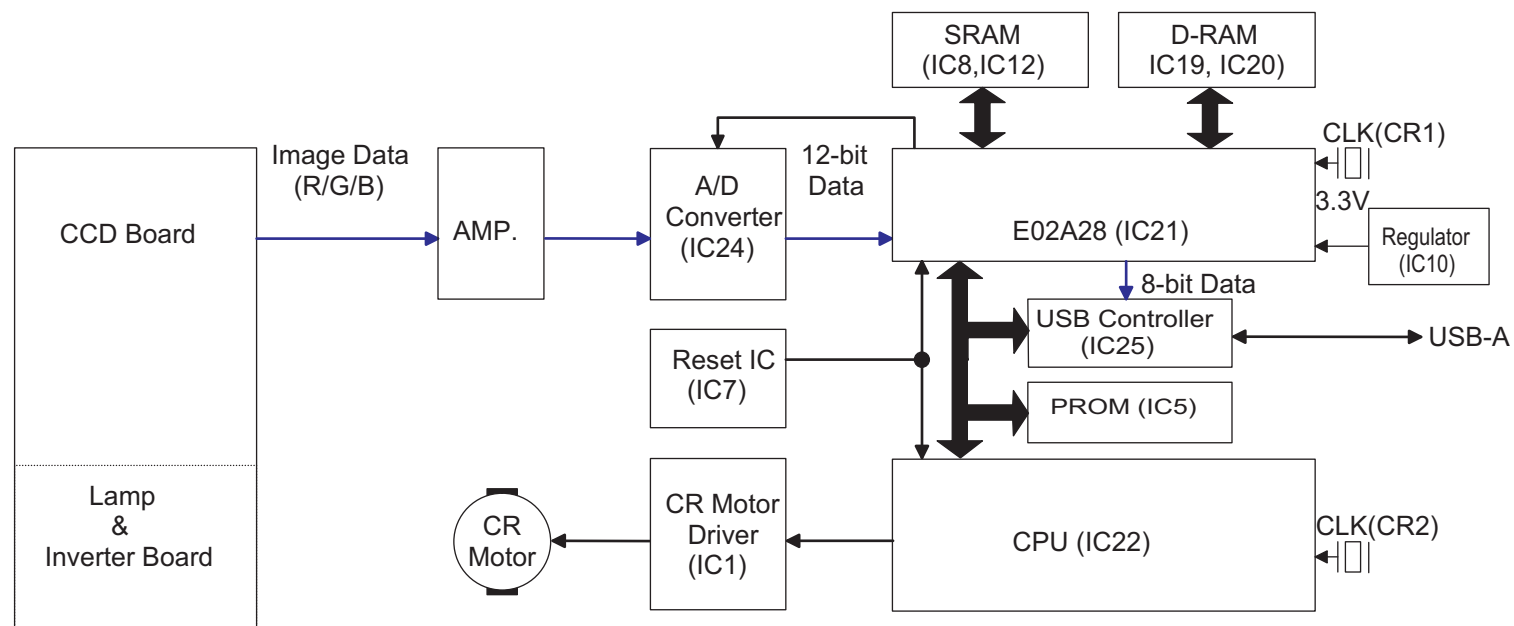 SRAM
(IC8,IC12)
D-RAM
IC19, IC20)
CLK(CR1)
Image Data
(R/G/B)
12-bit
Data
A/D
Converter
(IC24)
3.3V
CCD Board
AMP.
E02A28 (IC21)
Regulator
(IC10)
8-bit Data
USB Controller
(IC25)
USB-A
Reset IC
(IC7)
PROM (IC5)
Lamp
&
Inverter Board
CR
Motor
CR Motor
Driver
(IC1)
CPU (IC22)
CLK(CR2)